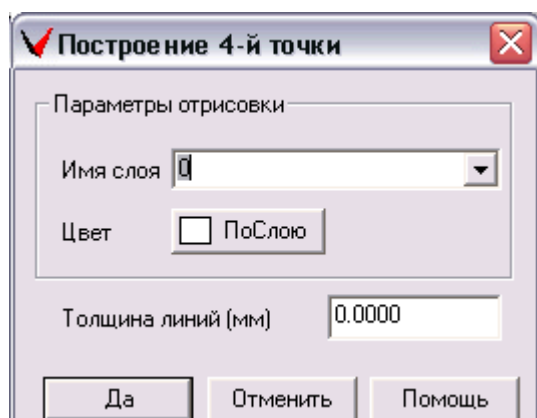 Построение 4-й точки
Параметры отрисовки
Имя слоя 0
Цвет ПоСлою
Толщина линий (мм) 0.0000
Да Отменить Помощь